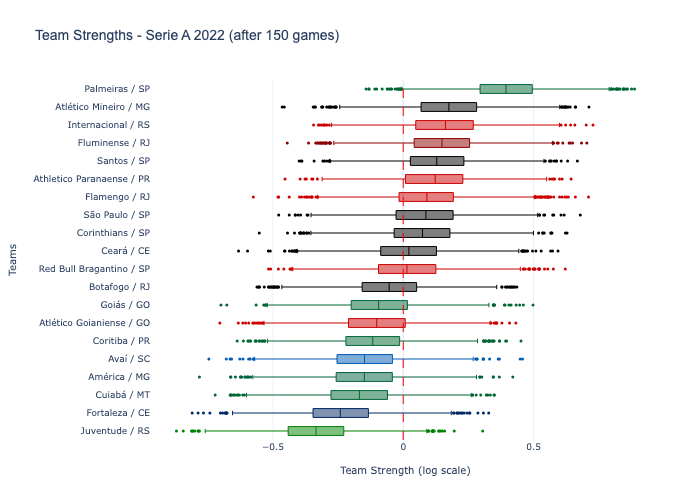 Team Strengths - Serie A 2022 (after 150 games)
Palmeiras / SP
Atlético Mineiro / MG
Internacional / RS
Fluminense / RJ
Santos / SP
Athletico Paranaense / PR
Flamengo / RJ
São Paulo / SP
Corinthians / SP
Ceará / CE
Red Bull Bragantino / SP
Botafogo / RJ
Goiás / GO
Atlético Goianiense / GO
Coritiba / PR
Avaí / SC
América / MG
Cuiabá / MT
Fortaleza / CE
Juventude / RS
Teams
−0.5 0 0.5
Team Strength (log scale)